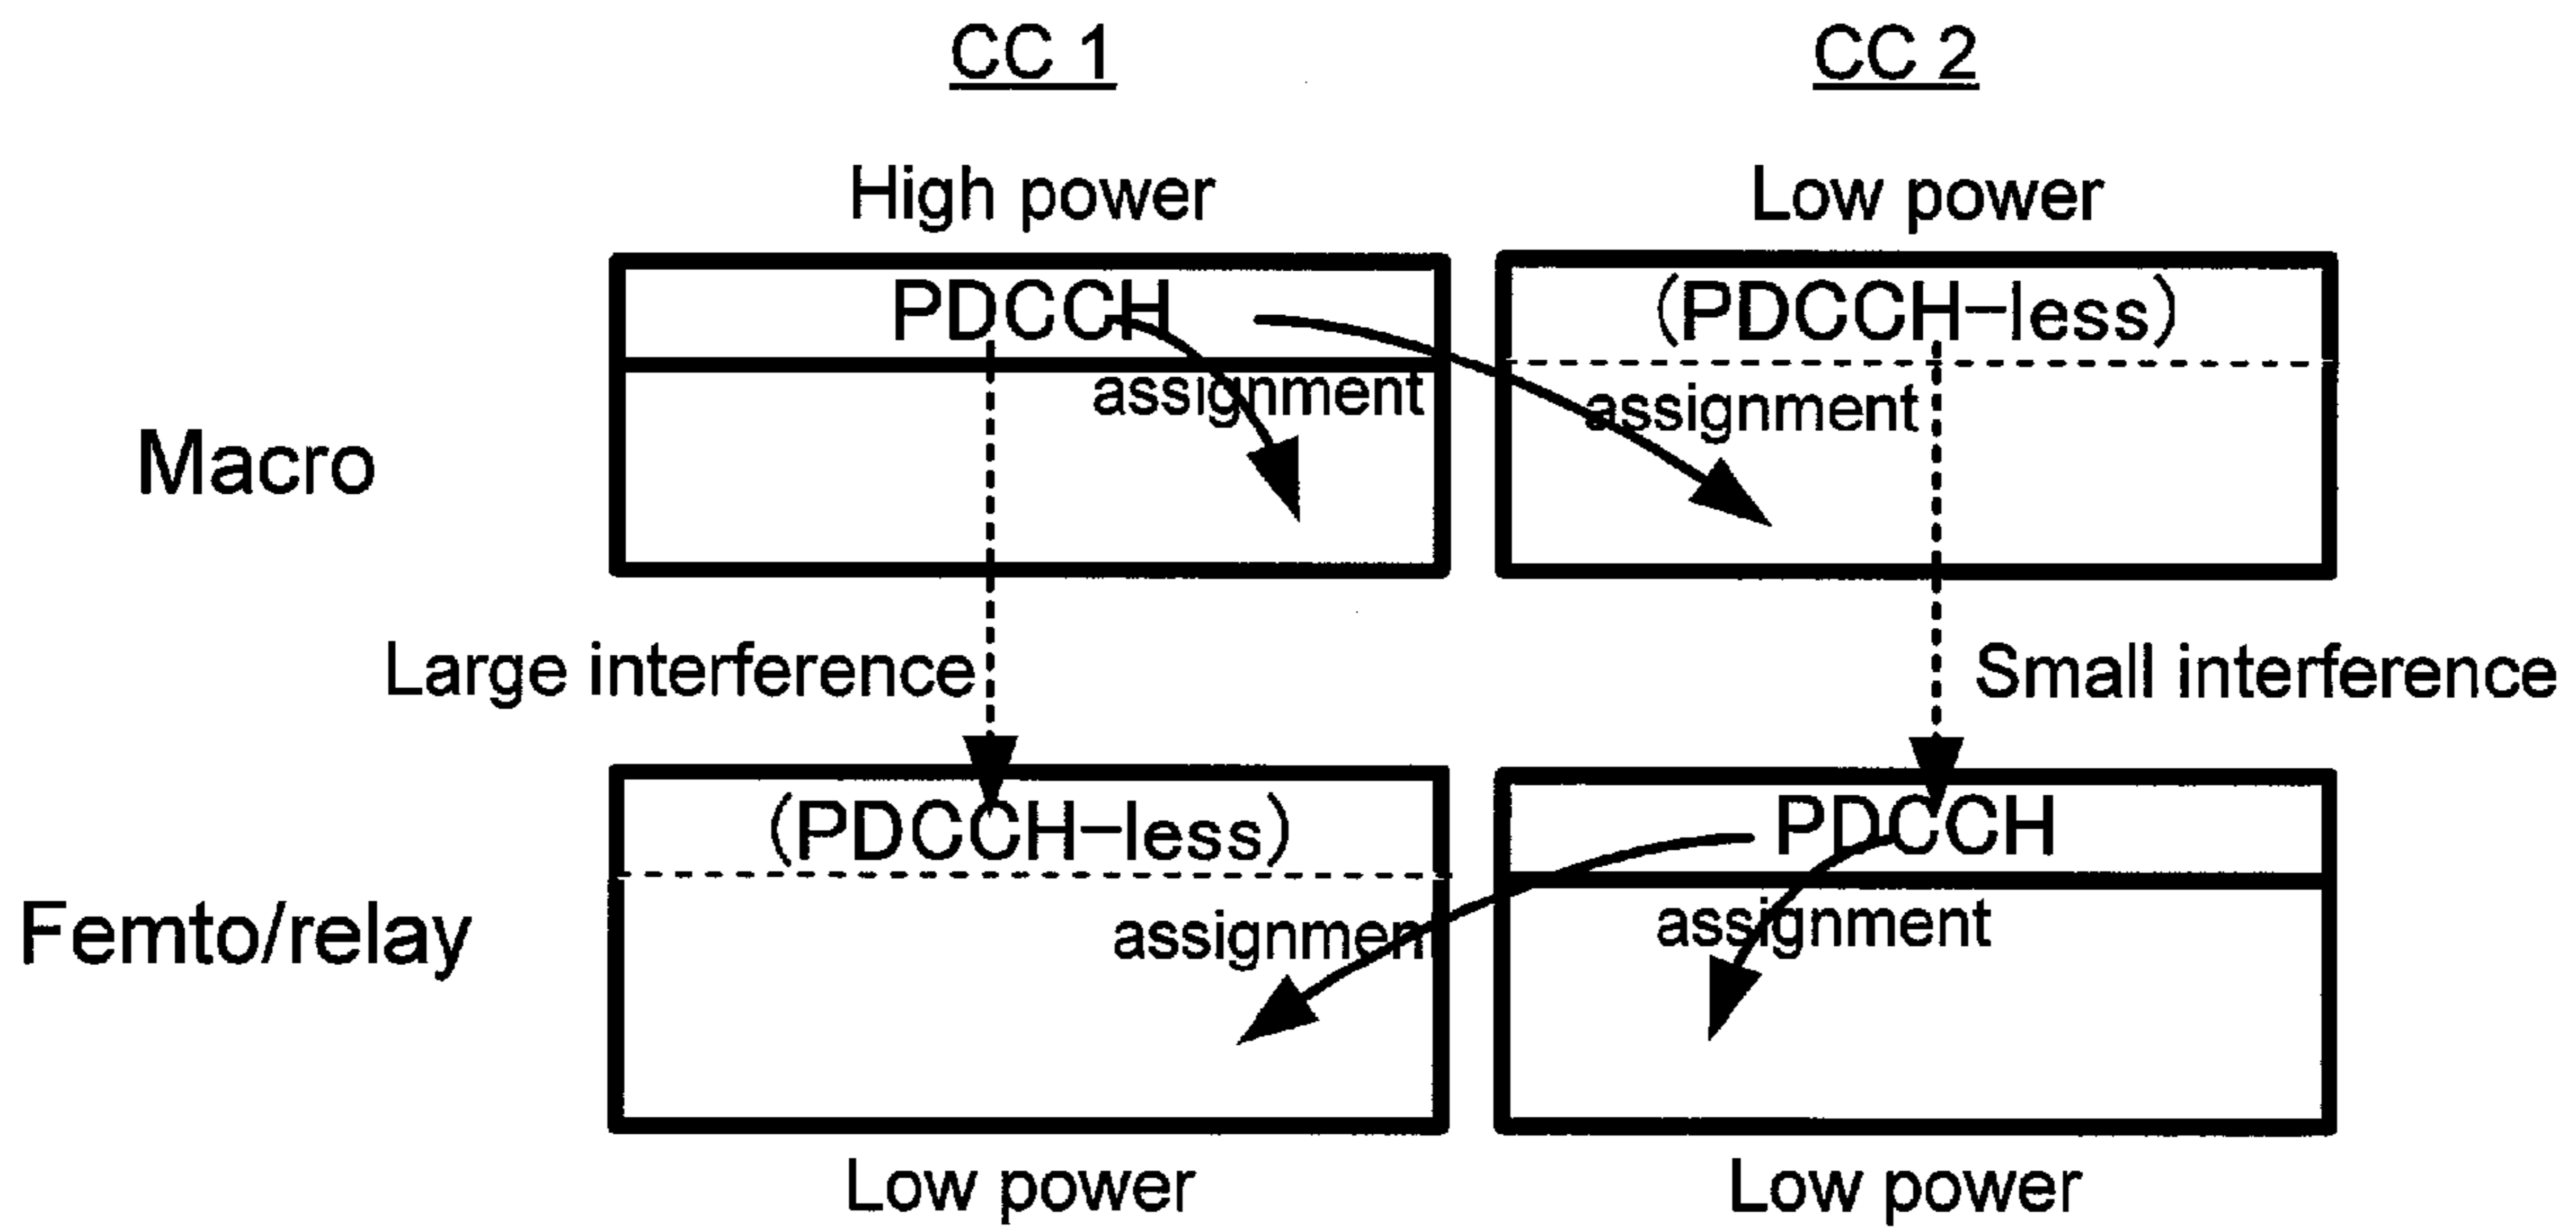 CC 1
CC 2
High power
Low power
PDCCH
(PDCCH-less)
assignment
assignment
Macro
Large interference
Small interference
(PDCCH-less)
PDCCH
assignment
assignmen
Femto/relay
Low power
Low power